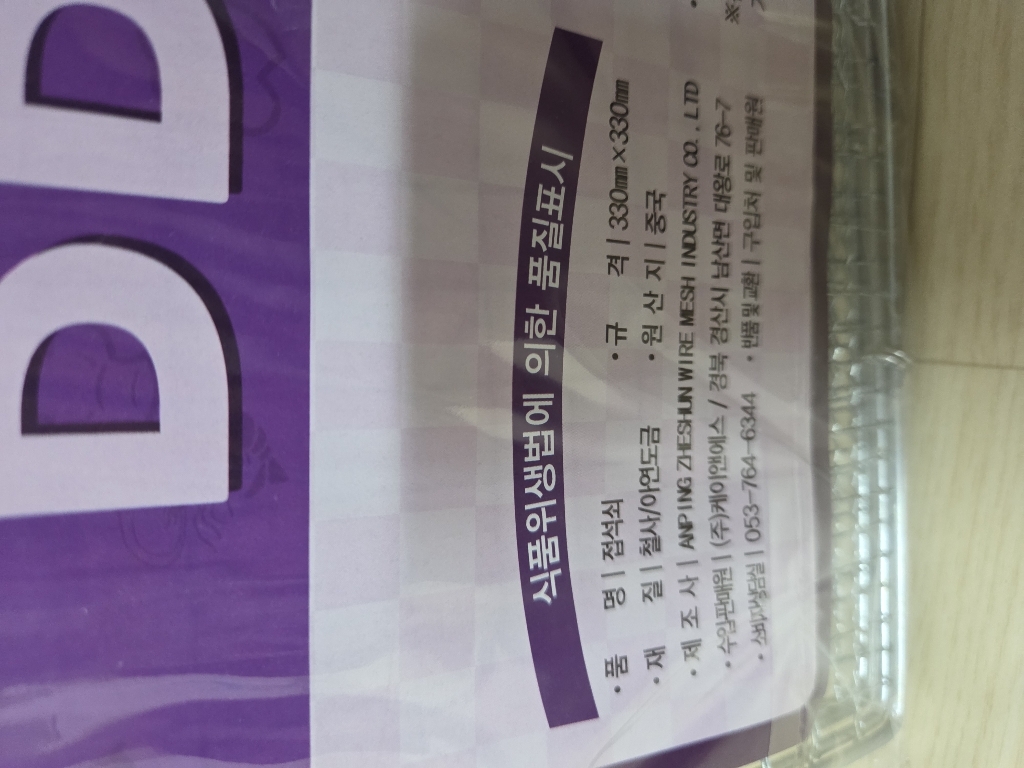 DD
식품위생법에 의한 품질표시
• 품 명 | 접석쇠 • 규 격 | 330mm×330mm
• 재 질 | 철사/아연도금 • 원 산 지 | 중국
• 제 조 사 | ANPING ZHESHUN WIRE MESH INDUSTRY CO., LTD
• 수입판매원 | (주)케이앤에스 / 경북 경산시 남산면 대왕로 76-7
• 소비자상담실 | 053-764-6344 • 반품및교환 | 구입처 및 판매원